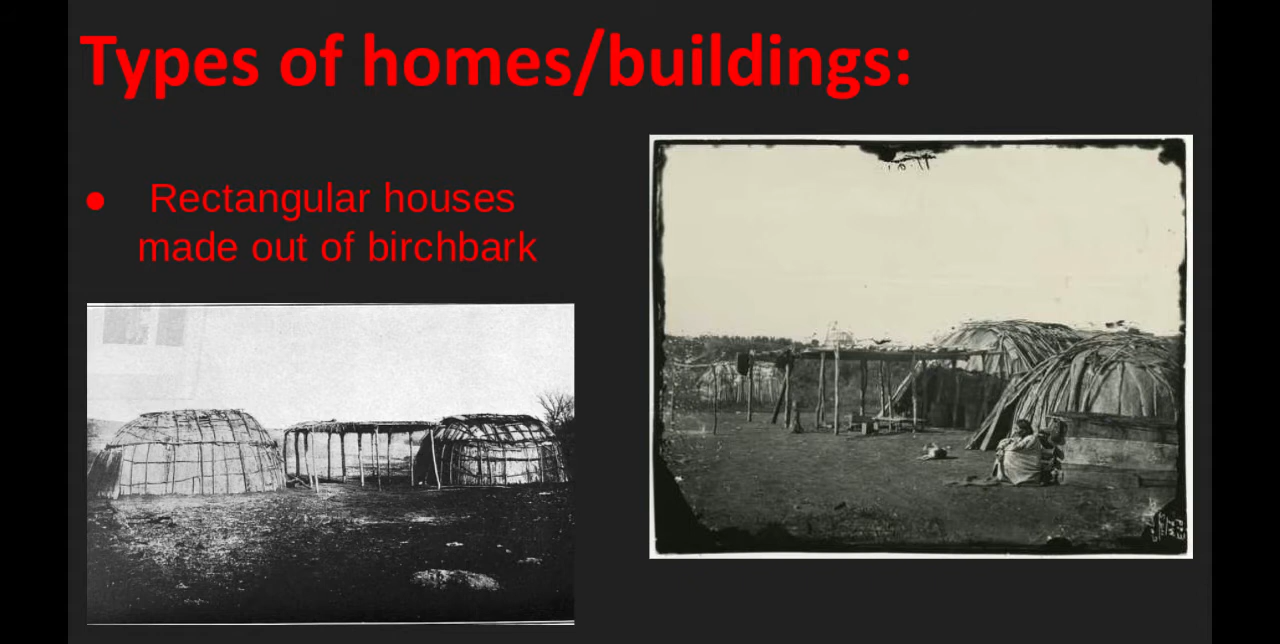 Types of homes/buildings:
● Rectangular houses
made out of birchbark